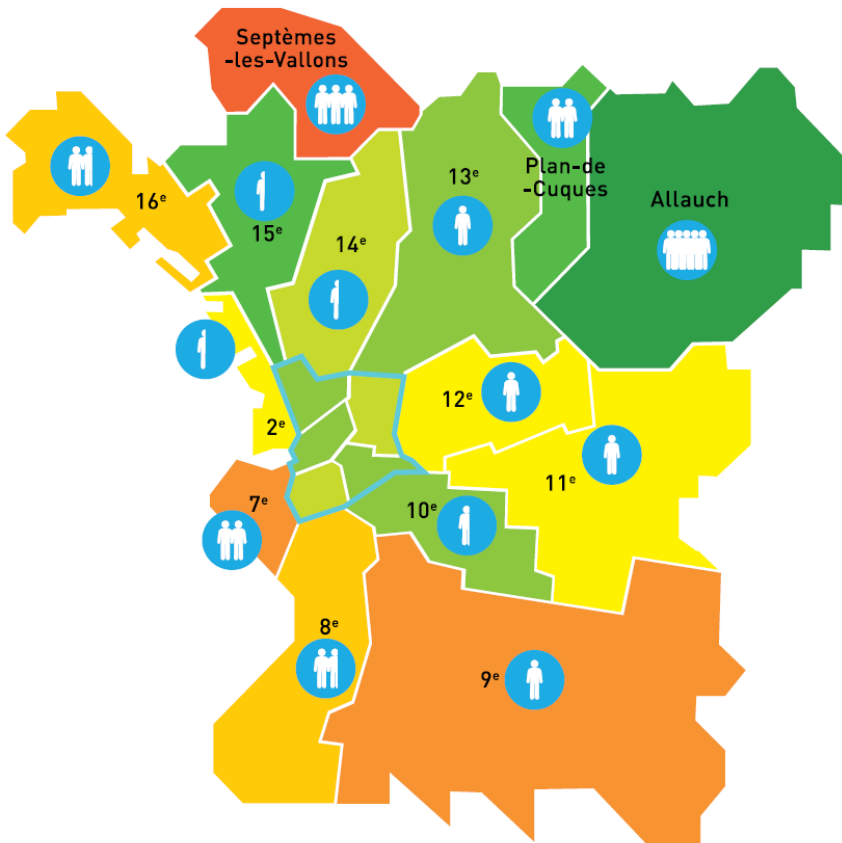 Septèmes
-les-Vallons
Plan-de
-Cuques
Allauch
13e
16e
15e
14e
12e
2e
11e
7e
10e
8e
9e